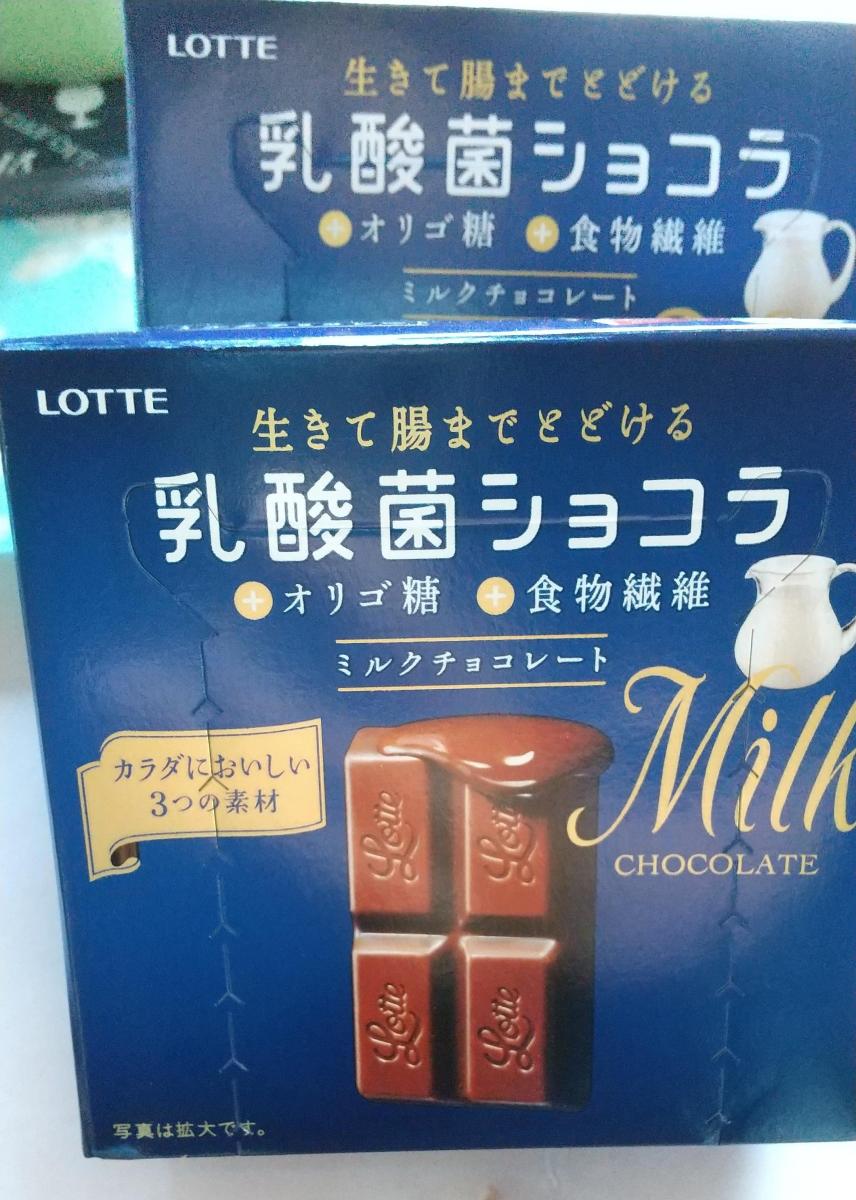 LOTTE
生きて腸までとどける
乳酸菌ショコラ
+オリゴ糖 +食物繊維
ミルクチョコレート
LOTTE
生きて腸までとどける
乳酸菌ショコラ
+オリゴ糖 +食物繊維
ミルクチョコレート
Milk
CHOCOLATE
カラダにおいしい
3つの素材
Lotte
Lotte
Lotte
Lotte
写真は拡大です。